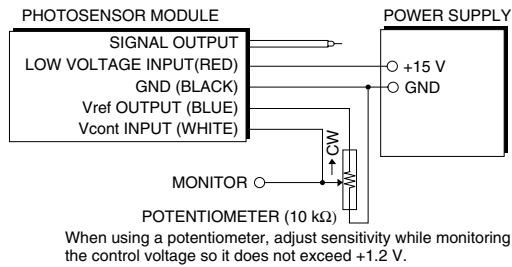 PHOTOSENSOR MODULE
POWER SUPPLY
SIGNAL OUTPUT
LOW VOLTAGE INPUT(RED)
+15 V
GND (BLACK)
GND
Vref OUTPUT (BLUE)
Vcont INPUT (WHITE)
CW
MONITOR
POTENTIOMETER (10 kΩ)
When using a potentiometer, adjust sensitivity while monitoring
the control voltage so it does not exceed +1.2 V.